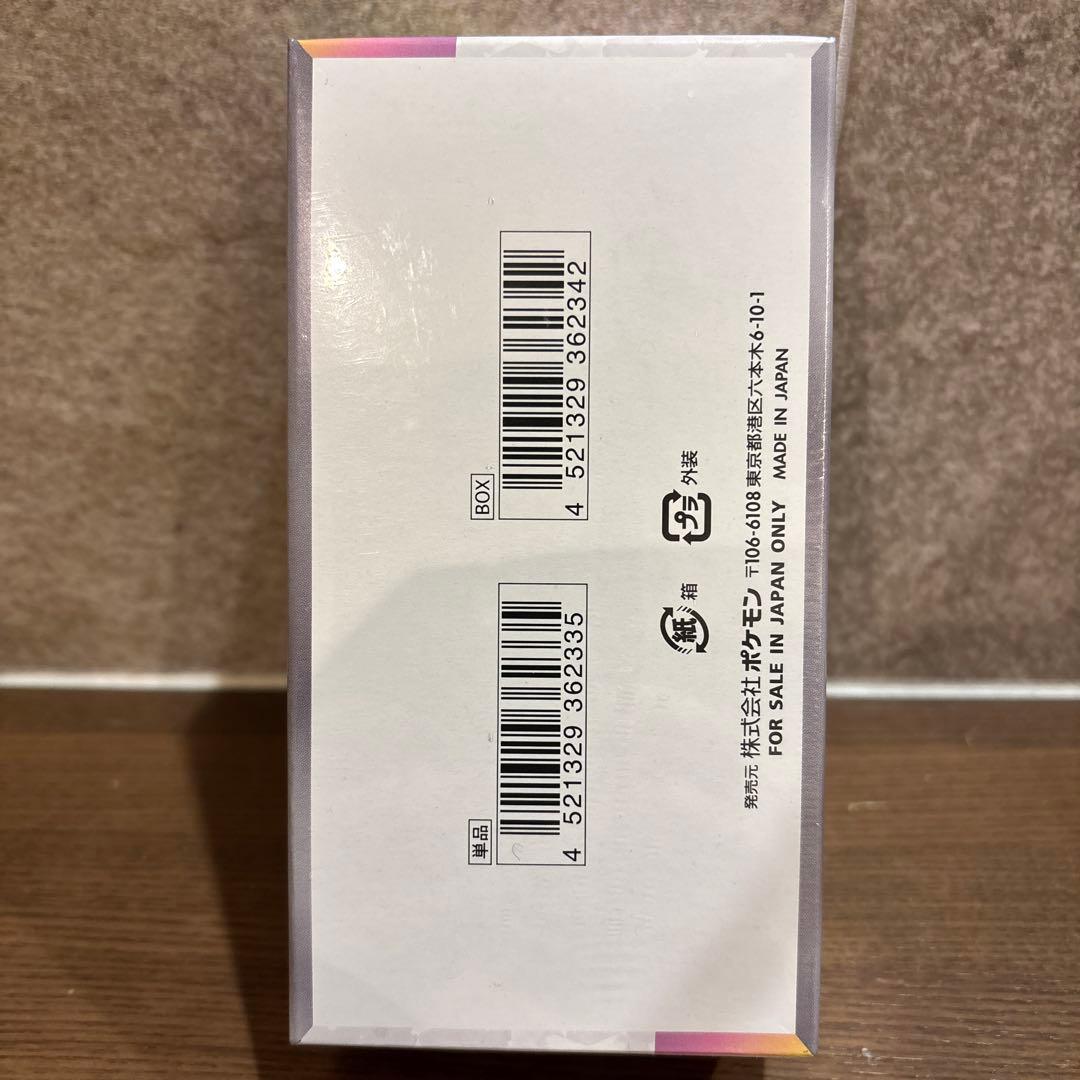 単品
4 521329 362335
BOX
4 521329 362342
紙 箱
プラ 外装
発売元 株式会社 ポケモン 〒106-6108 東京都港区六本木6-10-1
FOR SALE IN JAPAN ONLY MADE IN JAPAN